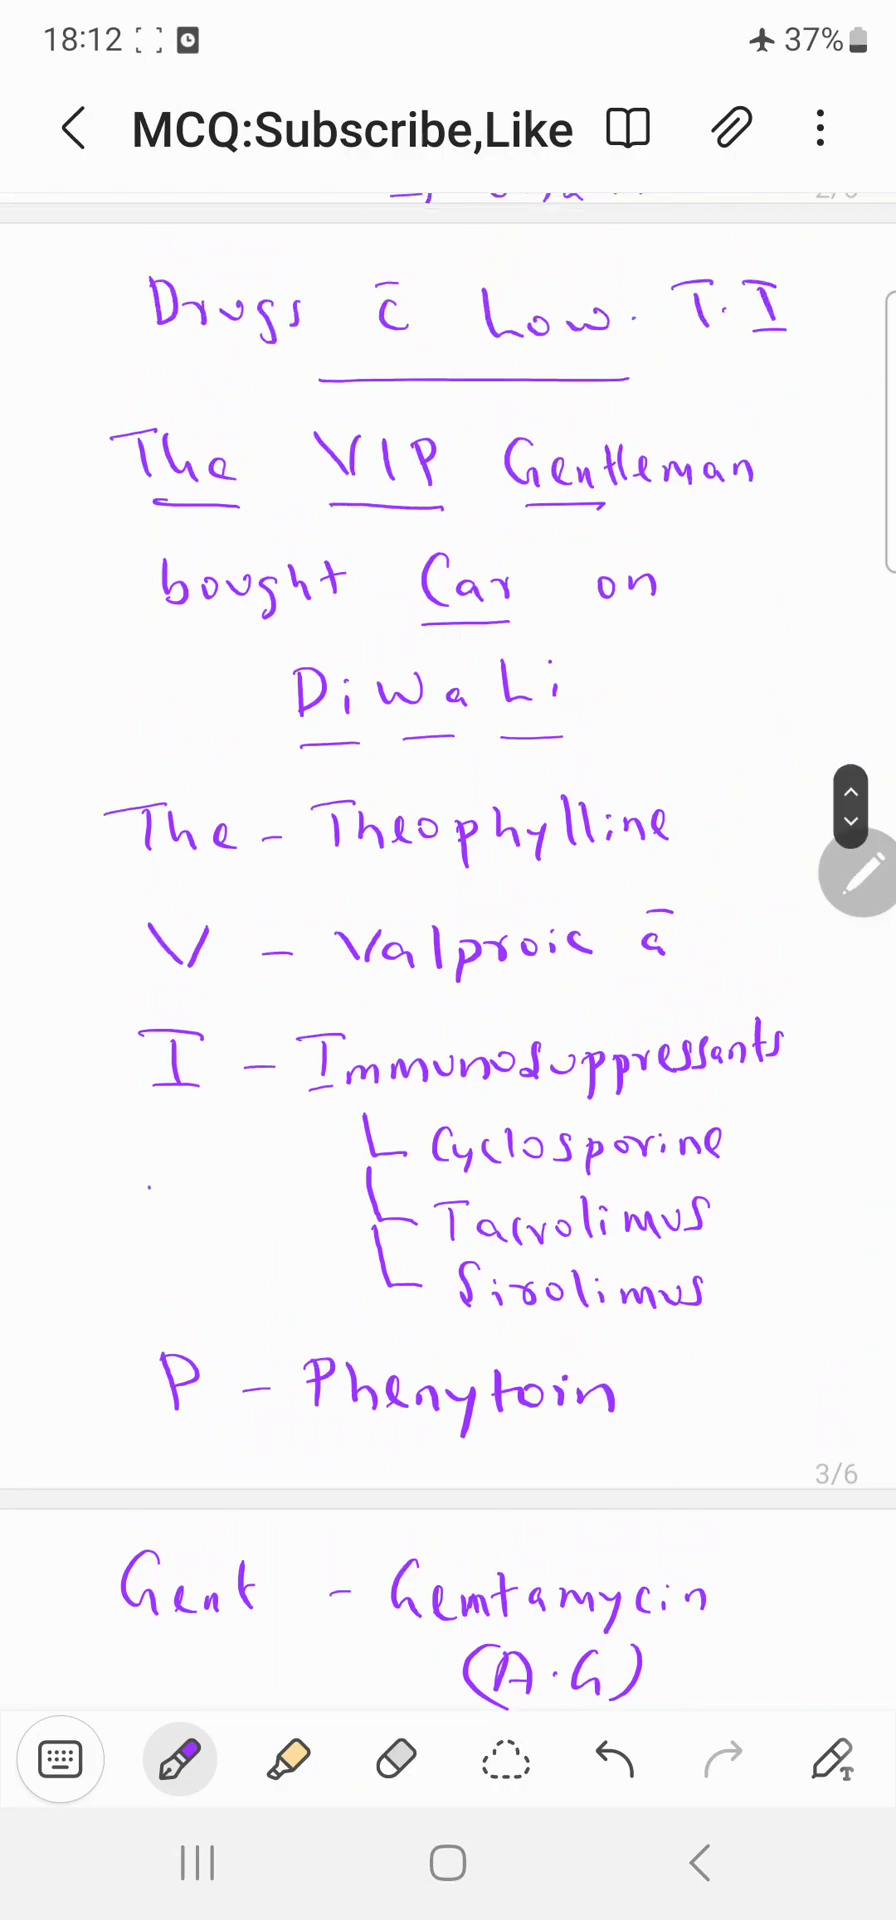 18:12
37%
MCQ:Subscribe,Like
Drugs c̄ Low. T.I
The VIP Gentleman
bought Car on
DiWaLi
The - Theophylline
V - Valproic ā
I - Immunosuppressants
Cyclosporine
Tacrolimus
Sirolimus
P - Phenytoin
3/6
Gent - Gemtamycin
(A.G)